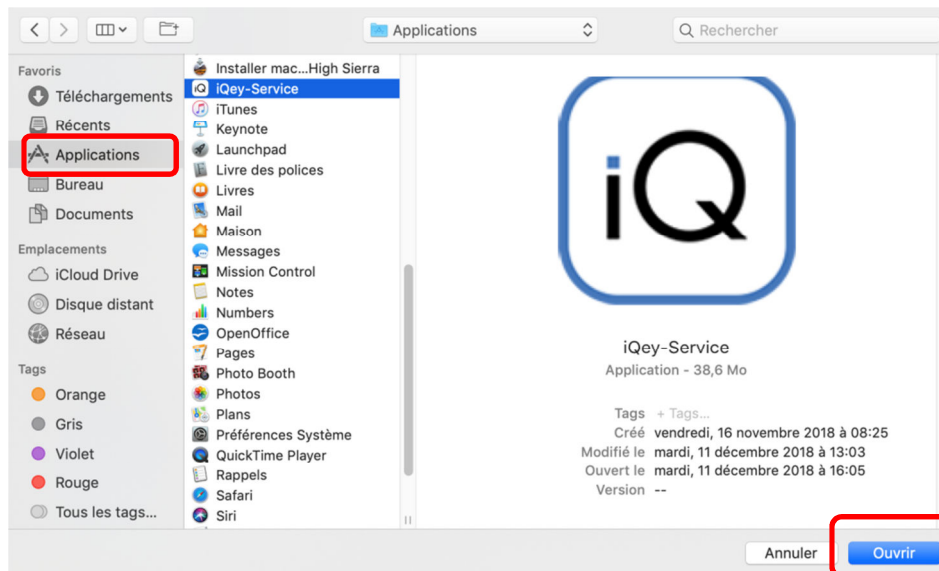 Applications
Rechercher
Favoris
Téléchargements
Récents
Applications
Bureau
Documents
Emplacements
iCloud Drive
Disque distant
Réseau
Tags
Orange
Gris
Violet
Rouge
Tous les tags...
Installer mac...High Sierra
iQey-Service
iTunes
Keynote
Launchpad
Livre des polices
Livres
Mail
Maison
Messages
Mission Control
Notes
Numbers
OpenOffice
Pages
Photo Booth
Photos
Plans
Préférences Système
QuickTime Player
Rappels
Safari
Siri
iQ
iQey-Service
Application - 38,6 Mo
Tags + Tags...
Créé vendredi, 16 novembre 2018 à 08:25
Modifié le mardi, 11 décembre 2018 à 13:03
Ouvert le mardi, 11 décembre 2018 à 16:05
Version --
Annuler
Ouvrir